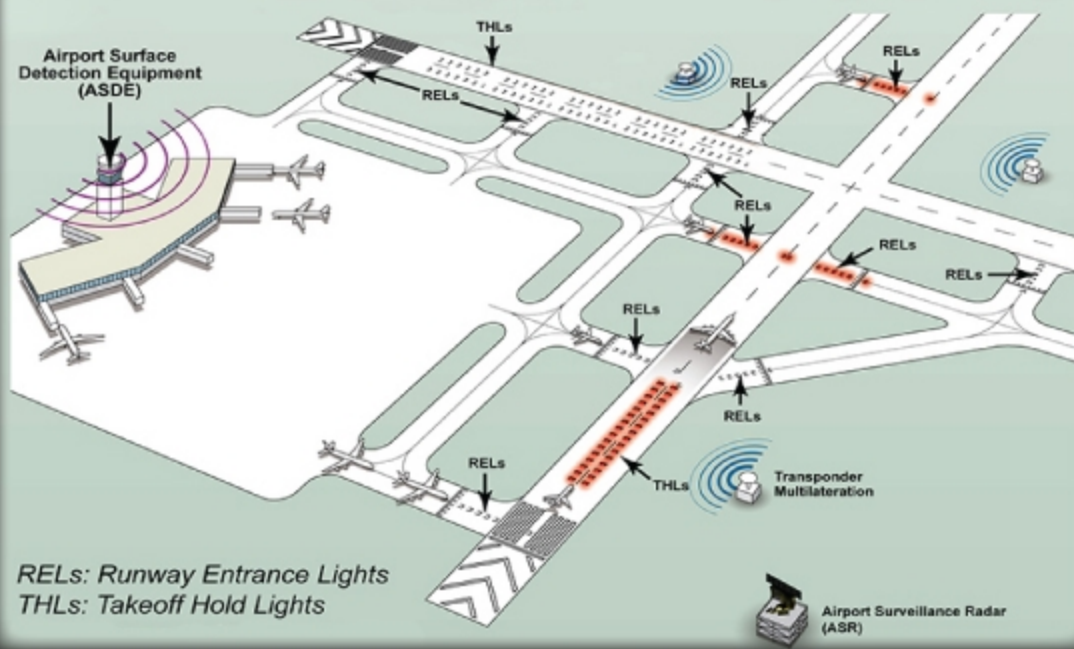 THLs
Airport Surface
Detection Equipment
(ASDE)
RELs
RELs
RELs
RELs
RELs
RELs
RELs
RELs
RELs
THLs
Transponder
Multilateration
RELs
RELs: Runway Entrance Lights
THLs: Takeoff Hold Lights
Airport Surveillance Radar
(ASR)